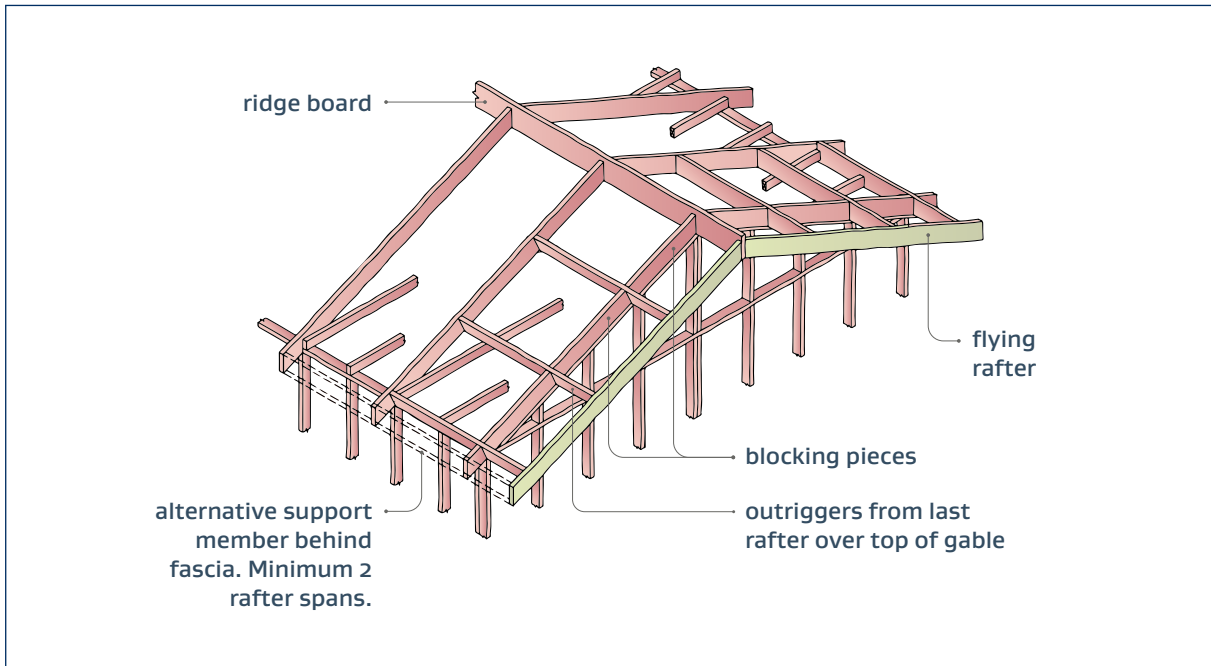 ridge board
flying
rafter
blocking pieces
outriggers from last
rafter over top of gable
alternative support
member behind
fascia. Minimum 2
rafter spans.